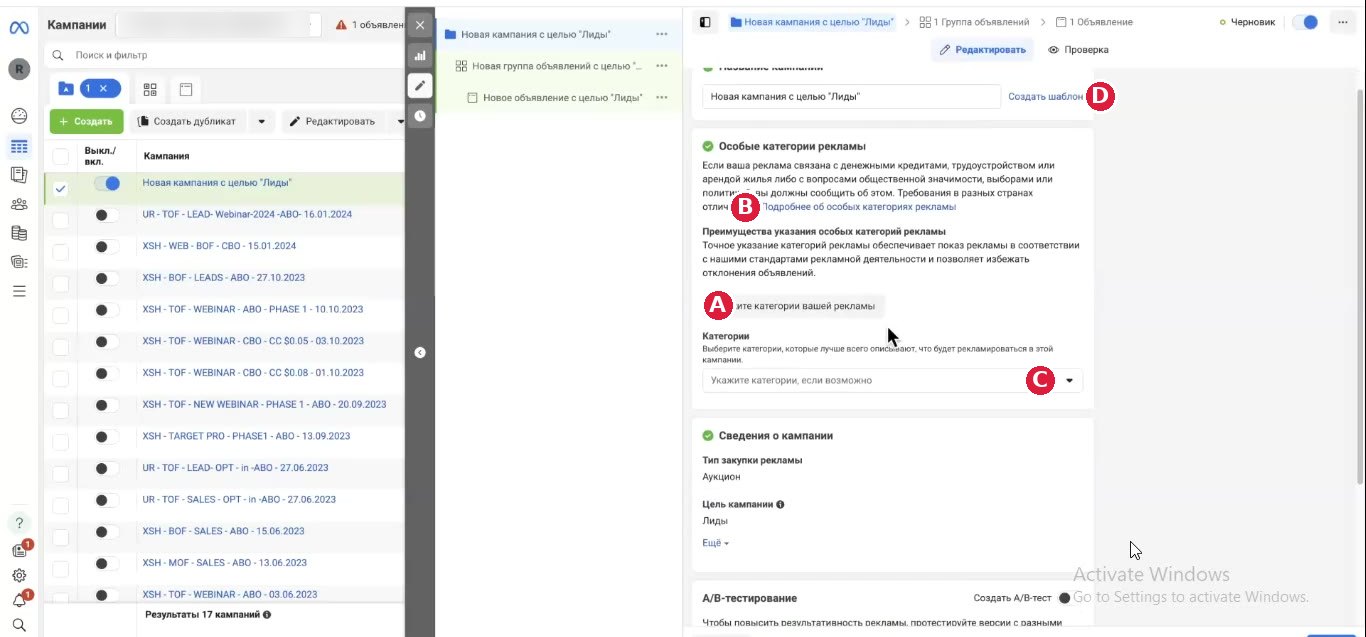 Кампании
1 объявлен
Поиск и фильтр
R
1 ×
+ Создать
Создать дубликат
Редактировать
Выкл./
вкл.
Кампания
Новая кампания с целью "Лиды"
UR - TOF - LEAD- Webinar-2024 -ABO- 16.01.2024
XSH - WEB - BOF - CBO - 15.01.2024
XSH - BOF - LEADS - ABO - 27.10.2023
XSH - TOF - WEBINAR - ABO - PHASE 1 - 10.10.2023
XSH - TOF - WEBINAR - CBO - CC $0.05 - 03.10.2023
XSH - TOF - WEBINAR - CBO - CC $0.08 - 01.10.2023
XSH - TOF - NEW WEBINAR - PHASE 1 - ABO - 20.09.2023
XSH - TARGET PRO - PHASE1 - ABO - 13.09.2023
UR - TOF - LEAD- OPT - in -ABO - 27.06.2023
UR - TOF - SALES - OPT - in -ABO - 27.06.2023
XSH - BOF - SALES - ABO - 15.06.2023
XSH - MOF - SALES - ABO - 13.06.2023
XSH - TOF - WEBINAR - ABO - 03.06.2023
Результаты 17 кампаний
?
1
1
Новая кампания с целью "Лиды"
Новая группа объявлений с целью "...
Новое объявление с целью "Лиды"
Новая кампания с целью "Лиды" > 1 Группа объявлений > 1 Объявление
Черновик
Редактировать
Проверка
Название кампании
Новая кампания с целью "Лиды"
Создать шаблон
D
Особые категории рекламы
Если ваша реклама связана с денежными кредитами, трудоустройством или
арендой жилья либо с вопросами общественной значимости, выборами или
полити вы должны сообщить об этом. Требования в разных странах
отлич B Подробнее об особых категориях рекламы
Преимущества указания особых категорий рекламы
Точное указание категорий рекламы обеспечивает показ рекламы в соответствии
с нашими стандартами рекламной деятельности и позволяет избежать
отклонения объявлений.
A ите категории вашей рекламы
Категории
Выберите категории, которые лучше всего описывают, что будет рекламироваться в этой
кампании.
Укажите категории, если возможно
C
Сведения о кампании
Тип закупки рекламы
Аукцион
Цель кампании
Лиды
Ещё
A/B-тестирование
Создать A/B-тест
Чтобы повысить результативность рекламы, протестируйте версии с разными
Activate Windows
Go to Settings to activate Windows.